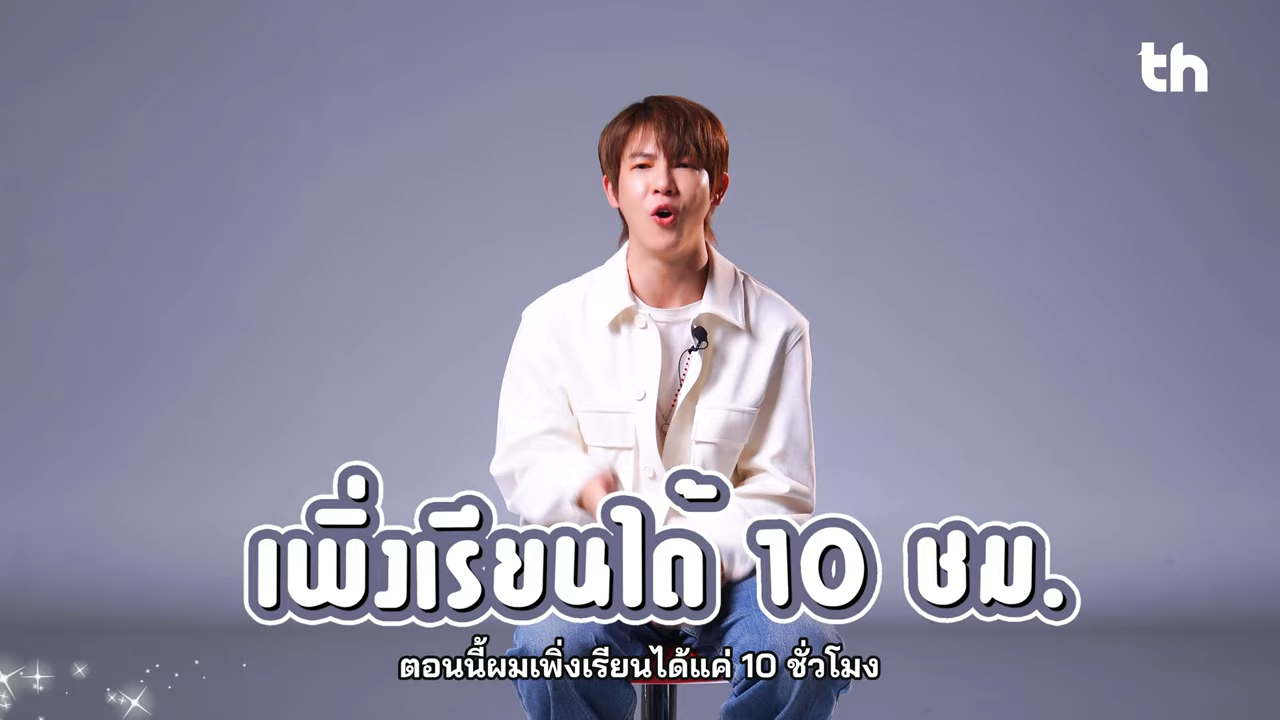 th
เพิ่งเรียนได้ 10 ชม.
ตอนนี้ผมเพิ่งเรียนได้แค่ 10 ชั่วโมง